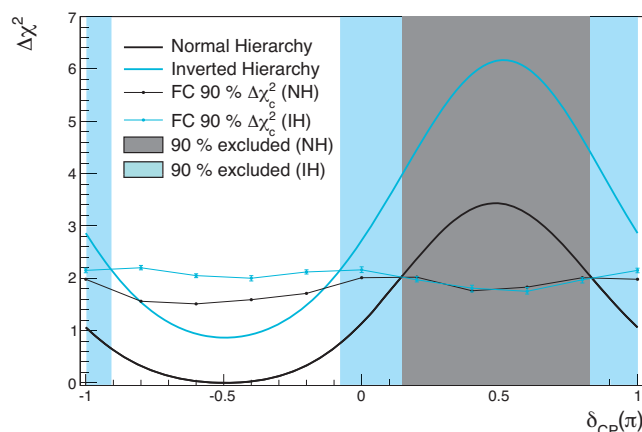 Δχ²
7
6
5
4
3
2
1
0
Normal Hierarchy
Inverted Hierarchy
FC 90 % Δχ²c (NH)
FC 90 % Δχ²c (IH)
90 % excluded (NH)
90 % excluded (IH)
-1 -0.5 0 0.5 1
δCP(π)